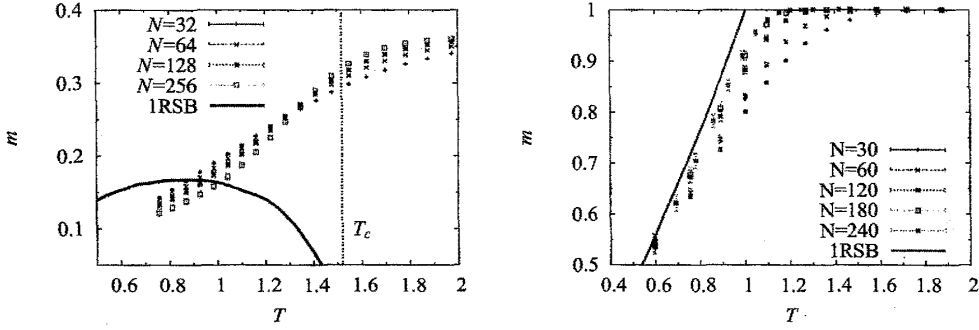 N=32
N=64
N=128
N=256
1RSB
0.4
0.3
0.2
0.1
m
T_c
0.6 0.8 1 1.2 1.4 1.6 1.8 2
T
1
0.9
0.8
0.7
0.6
0.5
m
N=30
N=60
N=120
N=180
N=240
1RSB
0.4 0.6 0.8 1 1.2 1.4 1.6 1.8 2
T